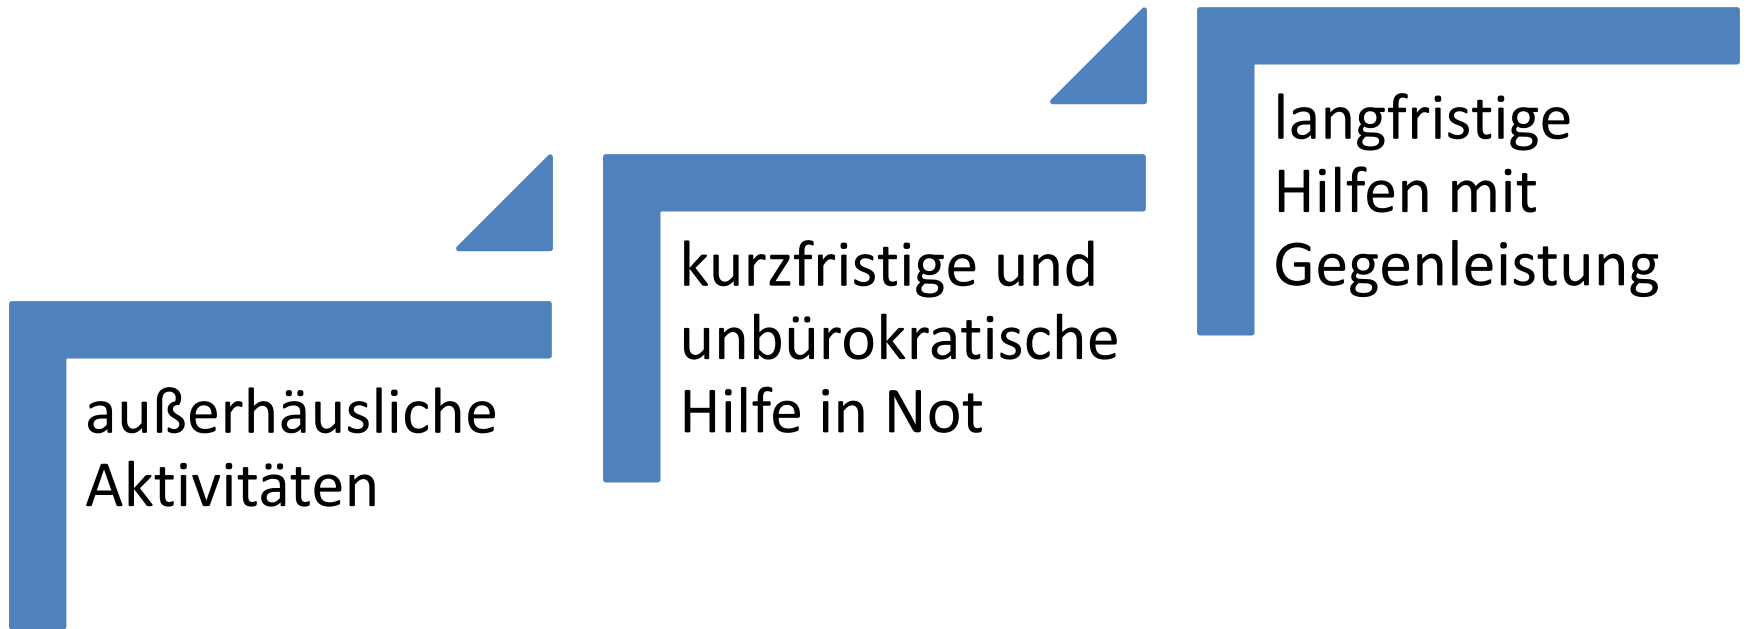 außerhäusliche
Aktivitäten
kurzfristige und
unbürokratische
Hilfe in Not
langfristige
Hilfen mit
Gegenleistung